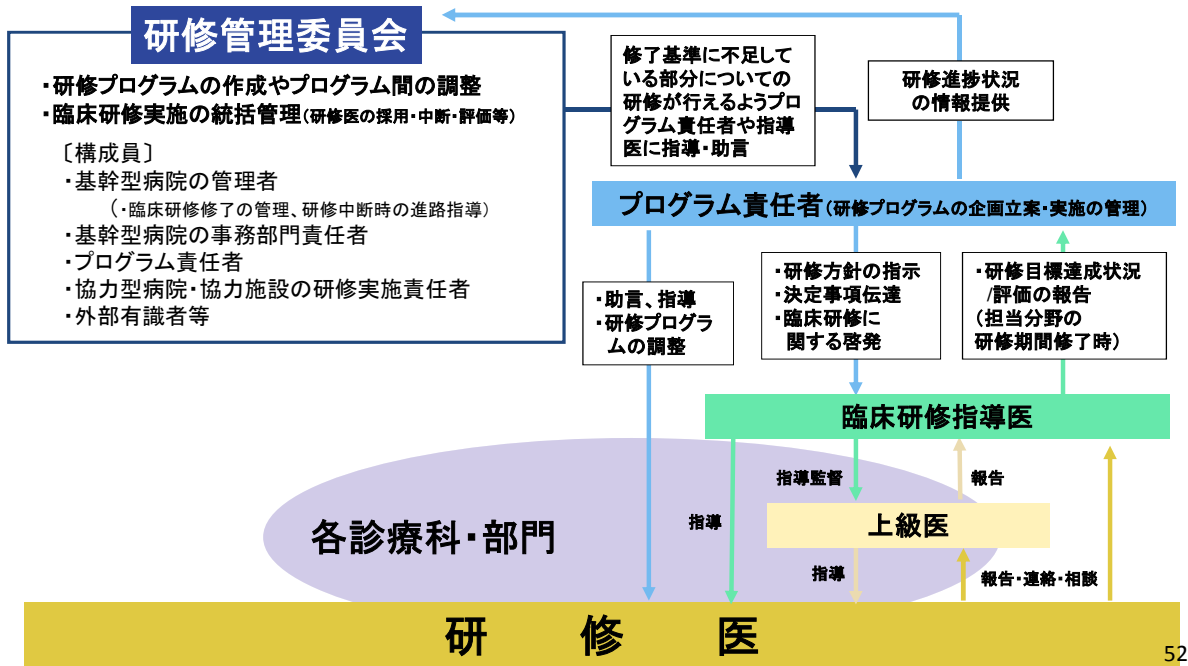 研修管理委員会
・研修プログラムの作成やプログラム間の調整
・臨床研修実施の統括管理(研修医の採用・中断・評価等)
〔構成員〕
・基幹型病院の管理者
(・臨床研修修了の管理、研修中断時の進路指導)
・基幹型病院の事務部門責任者
・プログラム責任者
・協力型病院・協力施設の研修実施責任者
・外部有識者等
修了基準に不足して
いる部分についての
研修が行えるようプロ
グラム責任者や指導
医に指導・助言
研修進捗状況
の情報提供
プログラム責任者(研修プログラムの企画立案・実施の管理)
・助言、指導
・研修プログラ
ムの調整
・研修方針の指示
・決定事項伝達
・臨床研修に
関する啓発
・研修目標達成状況
/評価の報告
(担当分野の
研修期間修了時)
臨床研修指導医
指導監督
報告
指導
上級医
各診療科・部門
指導
報告・連絡・相談
研修医
52